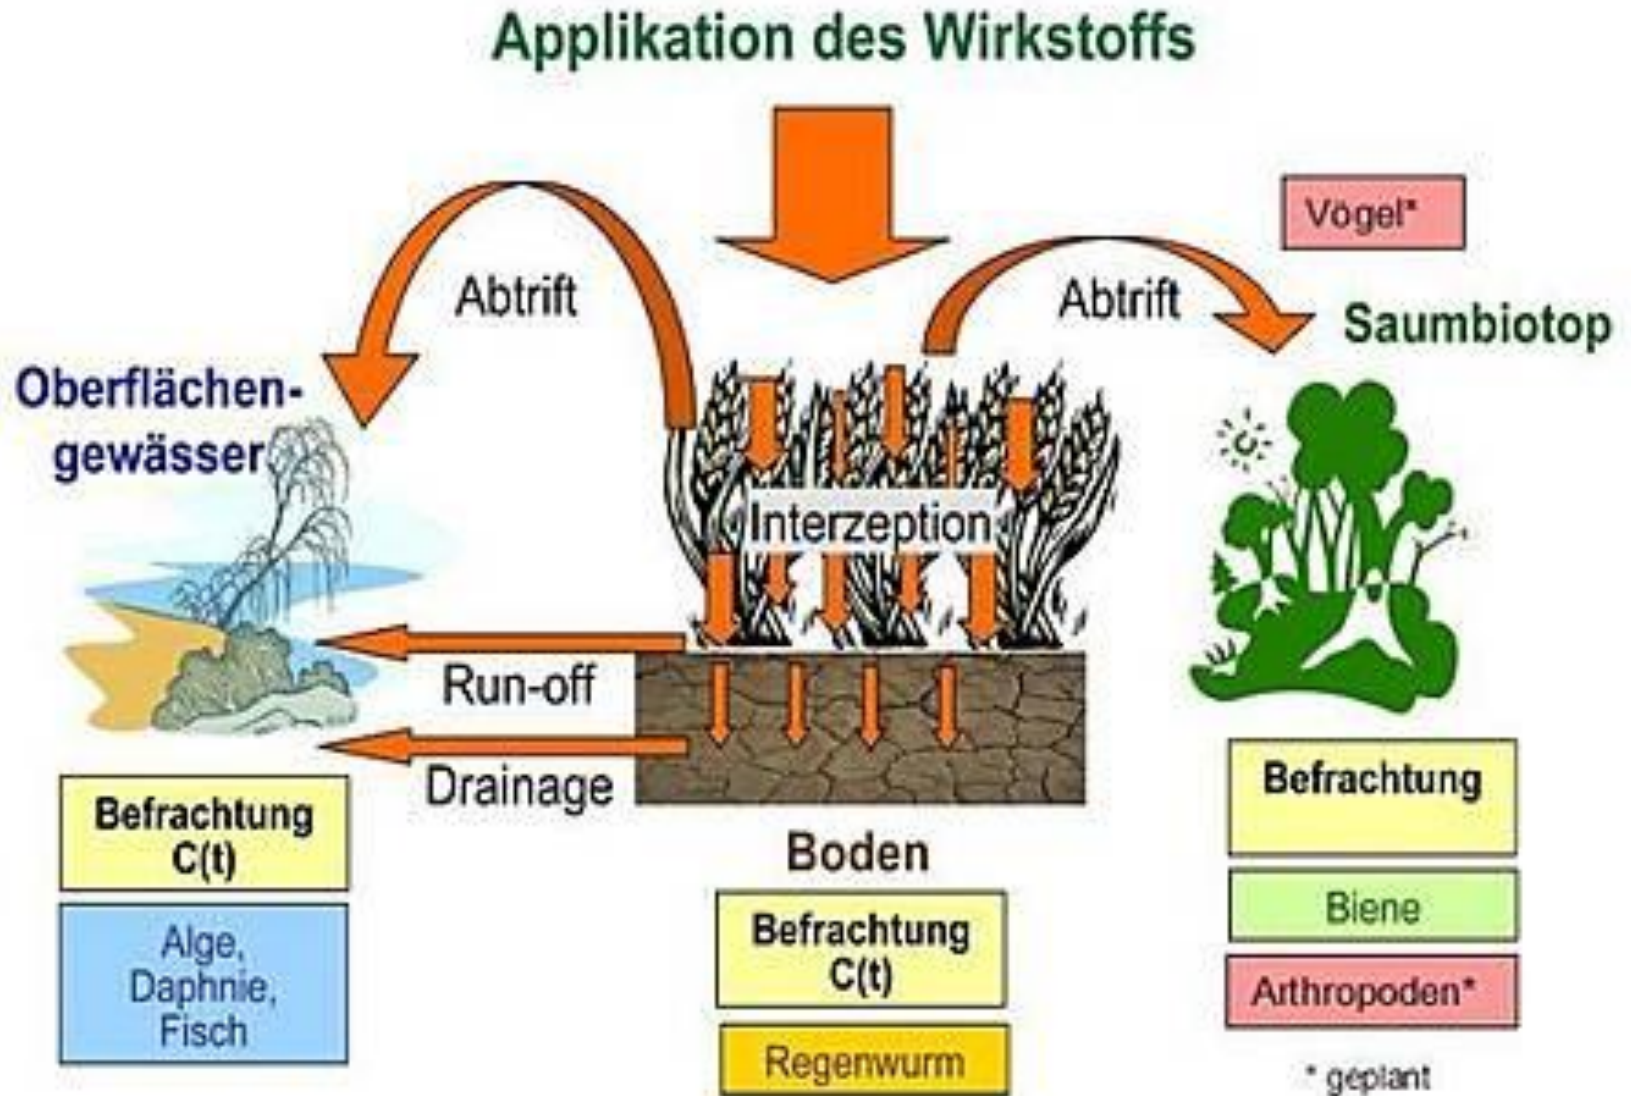 Applikation des Wirkstoffs
Vögel*
Abtrift
Abtrift
Saumbiotop
Oberflächen-
gewässer
Interzeption
Run-off
Drainage
Befrachtung
C(t)
Alge,
Daphnie,
Fisch
Boden
Befrachtung
C(t)
Regenwurm
Befrachtung
Biene
Arthropoden*
* geplant